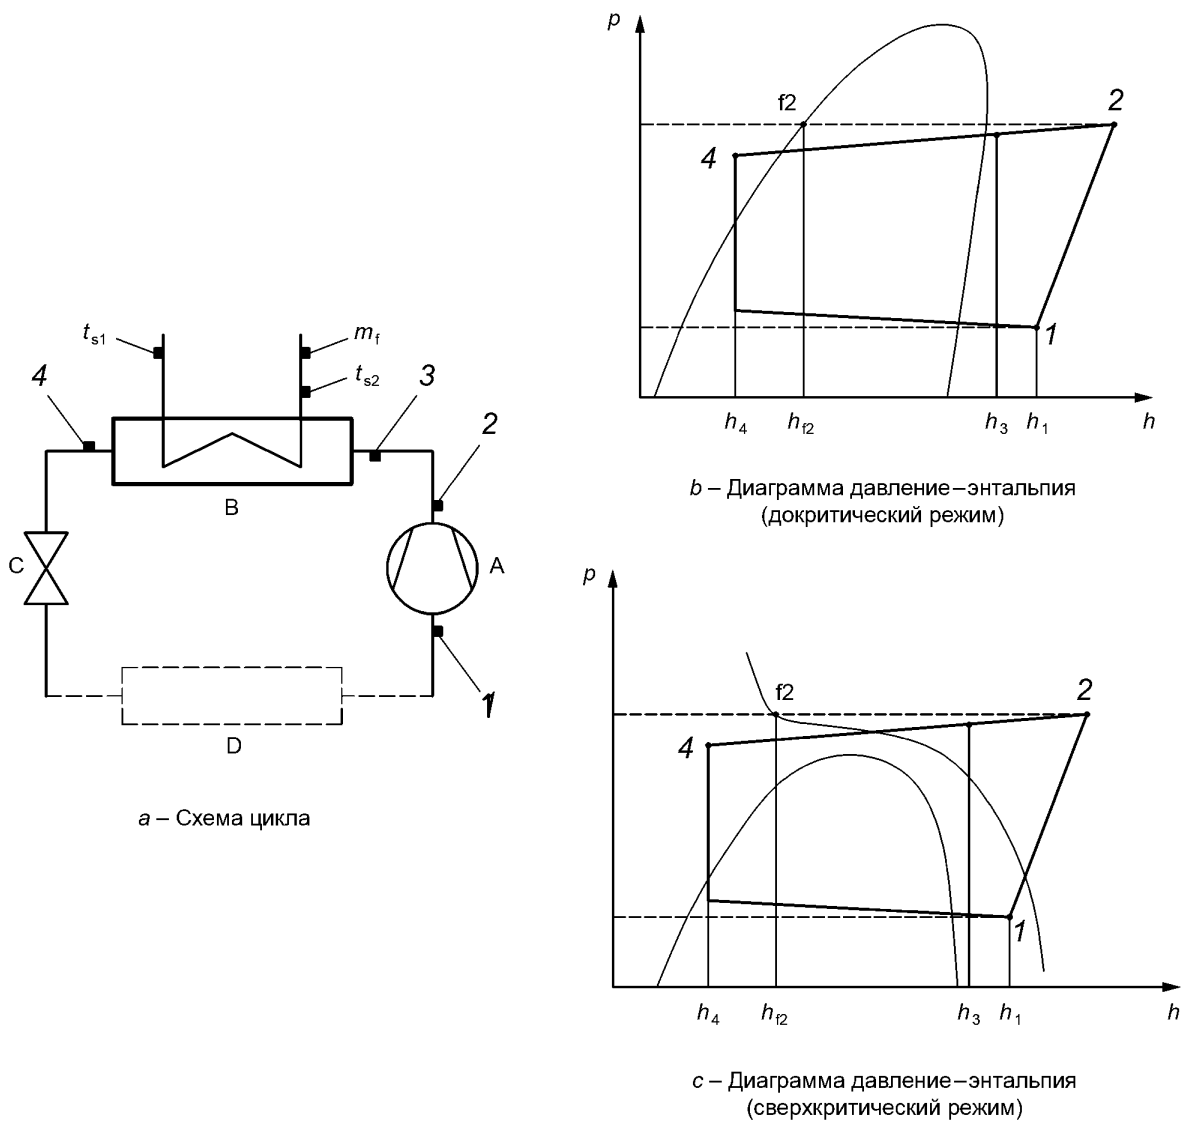 t s1
m f
t s2
4
3
2
B
C
A
1
D
a – Схема цикла
p
f2
2
4
1
h 4
h f2
h 3
h 1
h
b – Диаграмма давление–энтальпия
(докритический режим)
p
f2
2
4
1
h 4
h f2
h 3
h 1
h
c – Диаграмма давление–энтальпия
(сверхкритический режим)